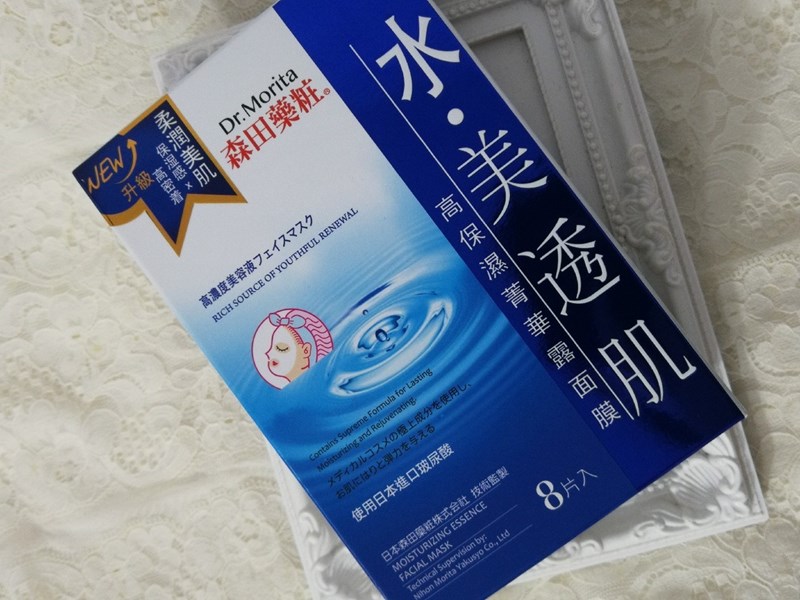 水・美透肌
高保濕菁華露面膜
Dr.Morita
森田藥粧®
NEW
升級
柔潤美肌
保湿感×
高密着
高濃度美容液フェイスマスク
RICH SOURCE OF YOUTHFUL RENEWAL
Contains Supreme Formula for Lasting
Moisturizing and Rejuvenating.
メディカルコスメの極上成分を使用し、
お肌にはりと弾力を与える
使用日本進口玻尿酸
8片入
日本森田藥粧株式会社 技術監製
MOISTURIZING ESSENCE
FACIAL MASK
Technical Supervision by:
Nihon Morita Yakusyo Co., Ltd